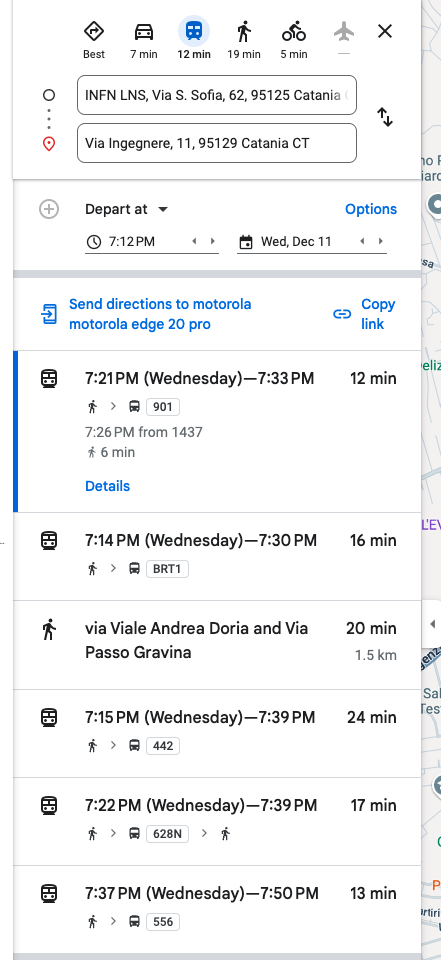 Best
7 min
12 min
19 min
5 min
—
INFN LNS, Via S. Sofia, 62, 95125 Catania
Via Ingegnere, 11, 95129 Catania CT
Depart at
Options
7:12 PM
Wed, Dec 11
Send directions to motorola
motorola edge 20 pro
Copy
link
7:21 PM (Wednesday)—7:33 PM 12 min
901
7:26 PM from 1437
6 min
Details
7:14 PM (Wednesday)—7:30 PM 16 min
BRT1
via Viale Andrea Doria and Via
Passo Gravina
20 min
1.5 km
7:15 PM (Wednesday)—7:39 PM 24 min
442
7:22 PM (Wednesday)—7:39 PM 17 min
628N
7:37 PM (Wednesday)—7:50 PM 13 min
556